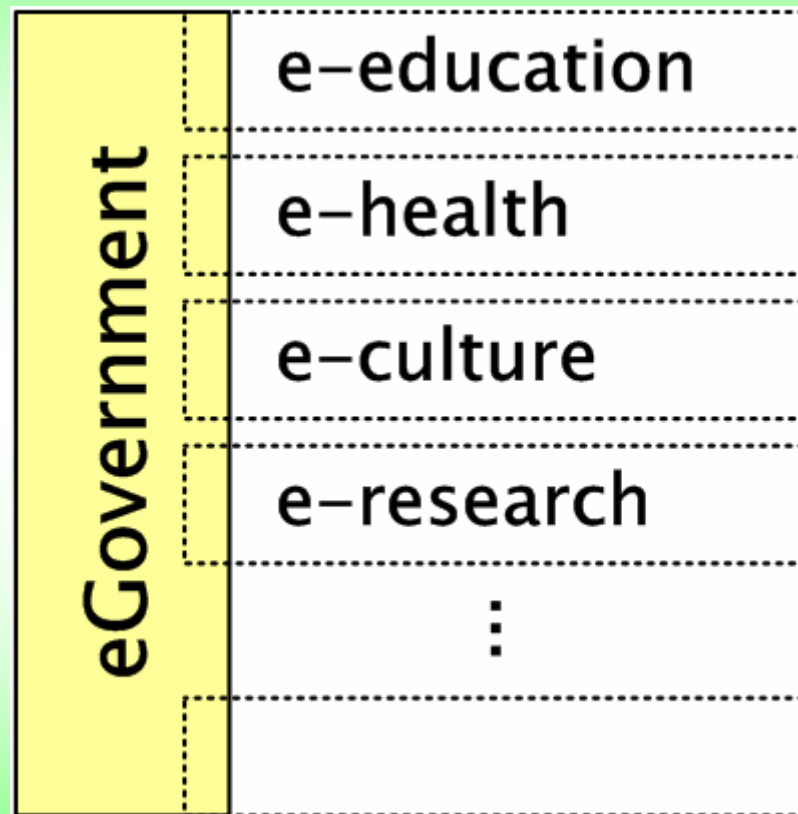 eGovernment
e-education
e-health
e-culture
e-research
⋮